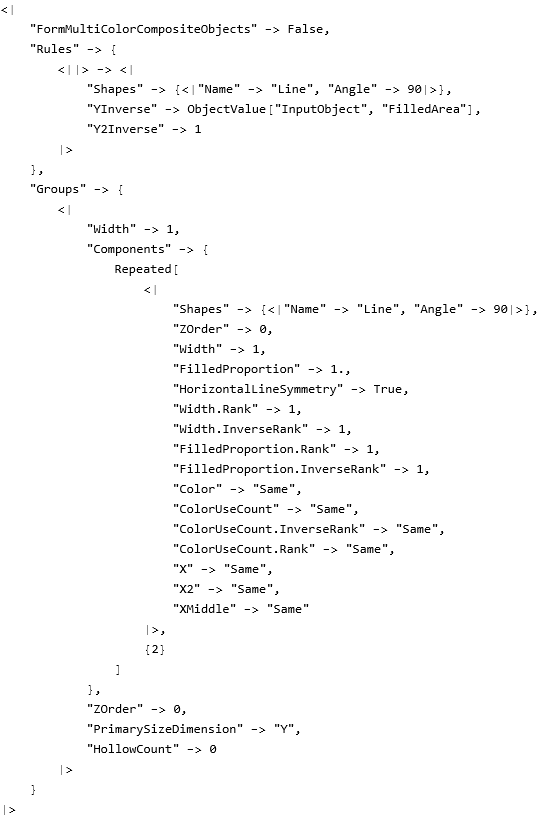 <|
"FormMultiColorCompositeObjects" -> False,
"Rules" -> {
<||> -> <|
"Shapes" -> {<|"Name" -> "Line", "Angle" -> 90|>},
"YInverse" -> ObjectValue["InputObject", "FilledArea"],
"Y2Inverse" -> 1
|>
},
"Groups" -> {
<|
"Width" -> 1,
"Components" -> {
Repeated[
<|
"Shapes" -> {<|"Name" -> "Line", "Angle" -> 90|>},
"ZOrder" -> 0,
"Width" -> 1,
"FilledProportion" -> 1.,
"HorizontalLineSymmetry" -> True,
"Width.Rank" -> 1,
"Width.InverseRank" -> 1,
"FilledProportion.Rank" -> 1,
"FilledProportion.InverseRank" -> 1,
"Color" -> "Same",
"ColorUseCount" -> "Same",
"ColorUseCount.InverseRank" -> "Same",
"ColorUseCount.Rank" -> "Same",
"X" -> "Same",
"X2" -> "Same",
"XMiddle" -> "Same"
|>,
{2}
]
},
"ZOrder" -> 0,
"PrimarySizeDimension" -> "Y",
"HollowCount" -> 0
|>
}
|>